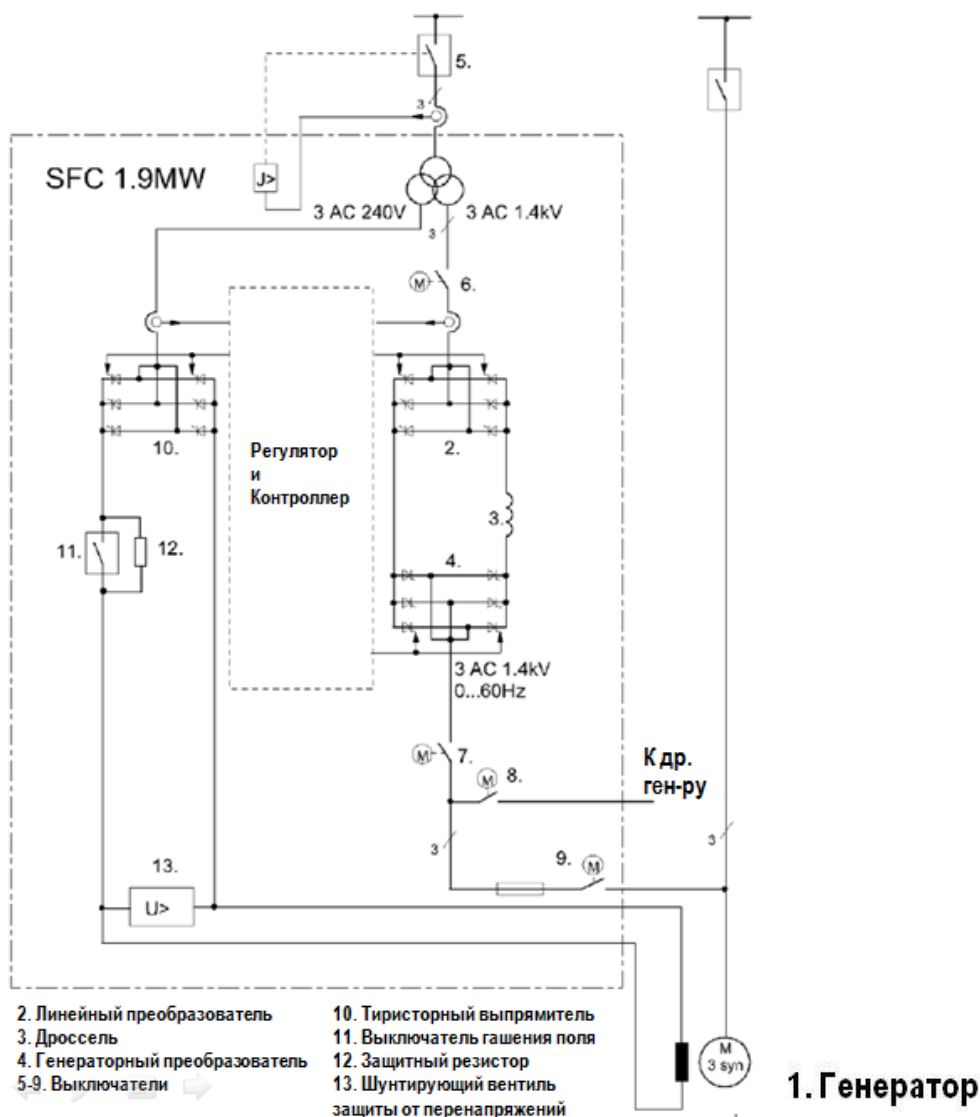 5.
3
SFC 1.9MW
J>
3 AC 240V
3 AC 1.4kV
3
M
6.
10.
2.
Регулятор
и
Контроллер
3.
11.
12.
4.
3 AC 1.4kV
0...60Hz
M
7.
К др.
ген-ру
M
8.
3
3
13.
9.
M
U>
2. Линейный преобразователь
3. Дроссель
4. Генераторный преобразователь
5-9. Выключатели
10. Тиристорный выпрямитель
11. Выключатель гашения поля
12. Защитный резистор
13. Шунтирующий вентиль
защиты от перенапряжений
M
3 syn
1. Генератор